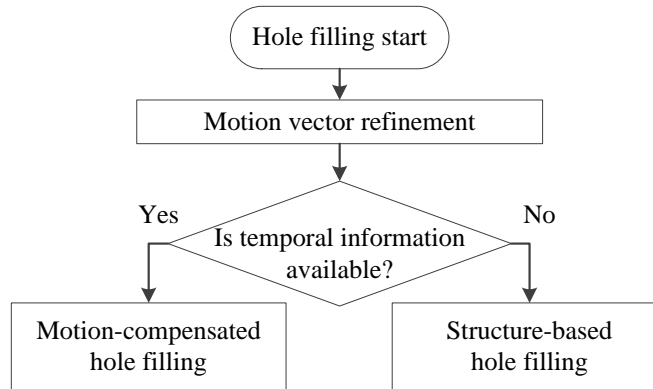 Hole filling start
Motion vector refinement
Yes
No
Is temporal information
available?
Motion-compensated
hole filling
Structure-based
hole filling